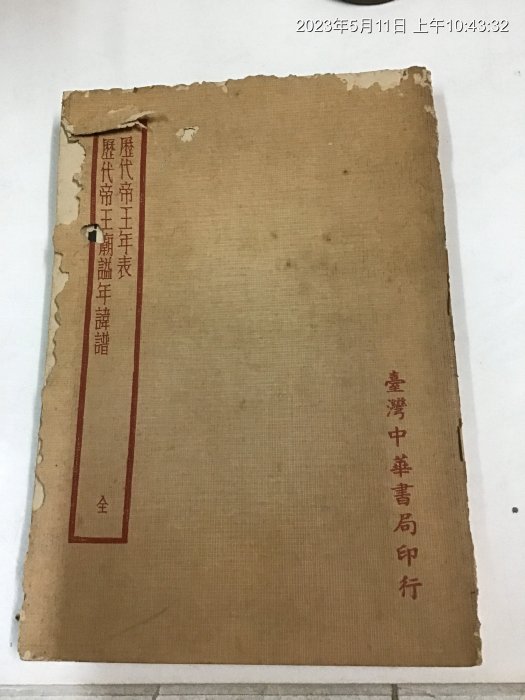 2023年5月11日 上午10:43:32
歷代帝王年表
歷代帝王廟謚年諱譜
全
臺灣中華書局印行